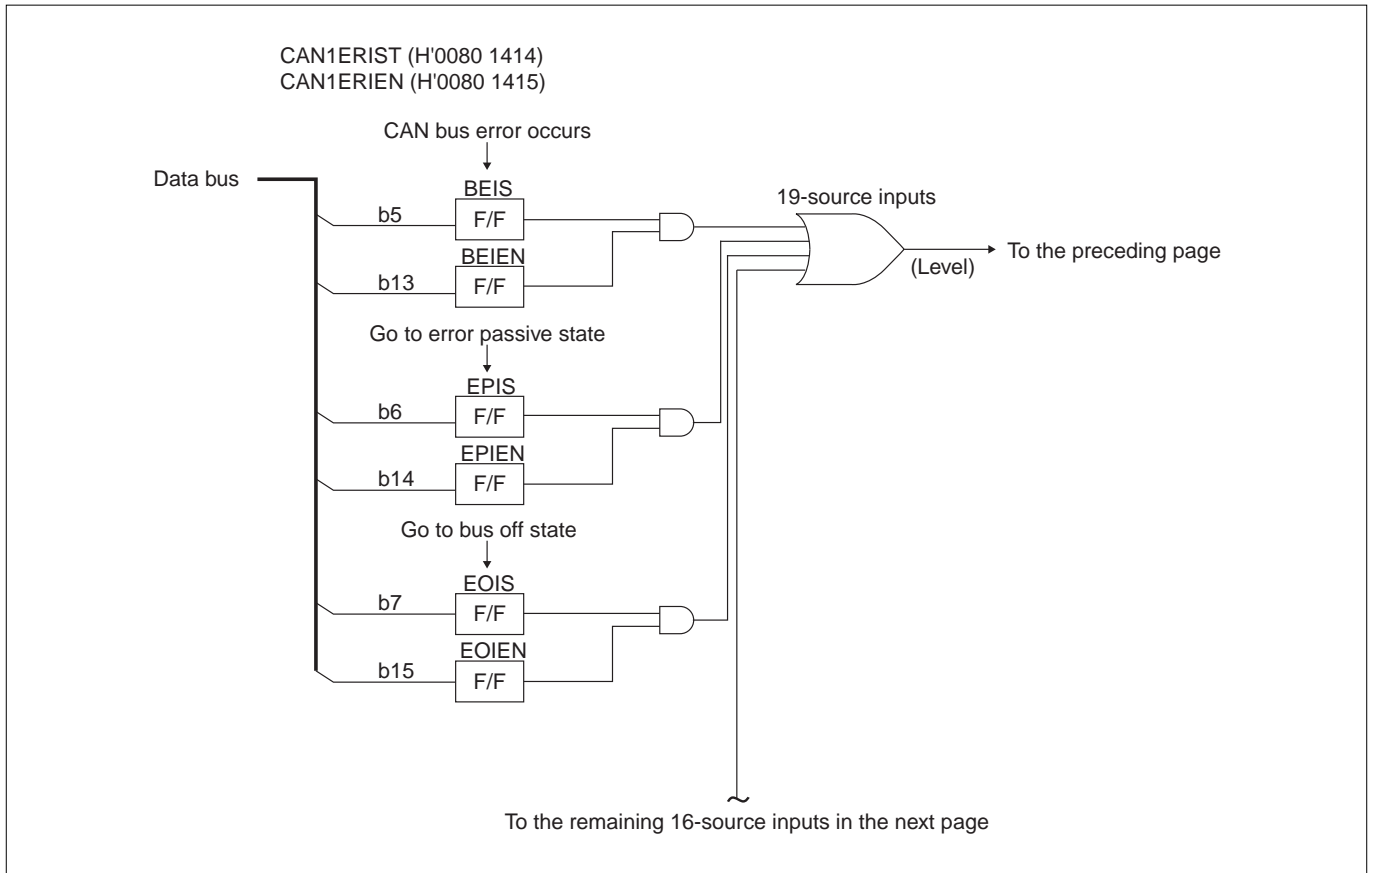 CAN1ERIST (H'0080 1414)
CAN1ERIEN (H'0080 1415)
CAN bus error occurs
Data bus
BEIS
19-source inputs
b5
F/F
BEIEN
To the preceding page
(Level)
b13
F/F
Go to error passive state
EPIS
b6
F/F
EPIEN
b14
F/F
Go to bus off state
EOIS
b7
F/F
EOIEN
b15
F/F
To the remaining 16-source inputs in the next page